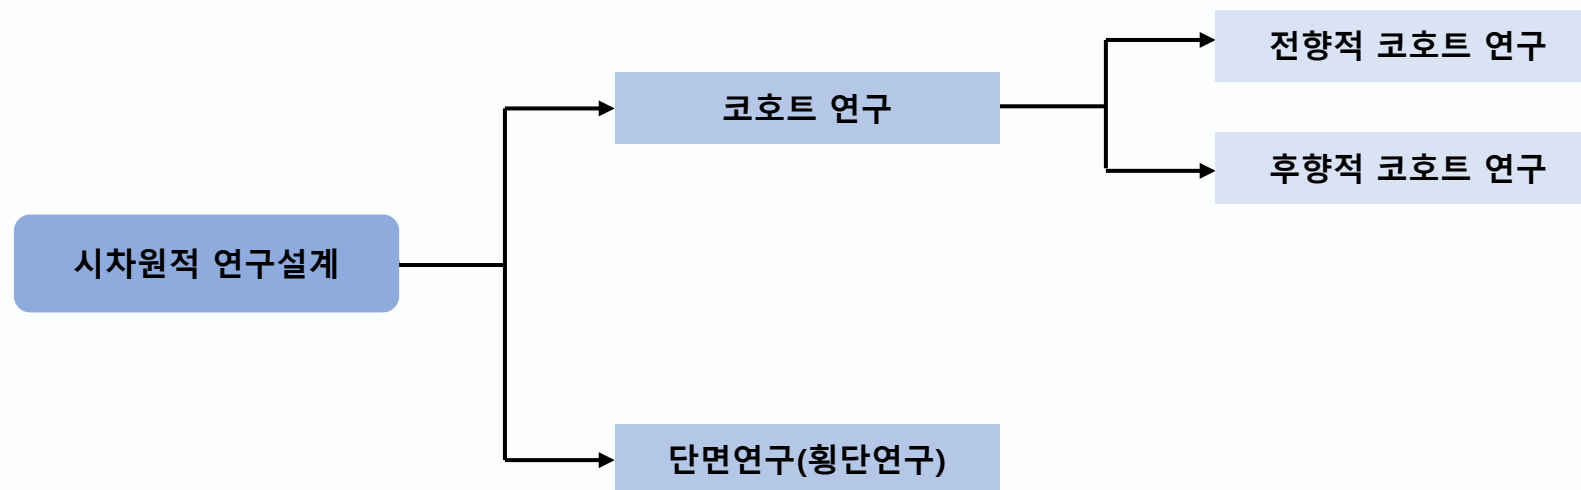 전향적 코호트 연구
코호트 연구
후향적 코호트 연구
시차원적 연구설계
단면연구(횡단연구)